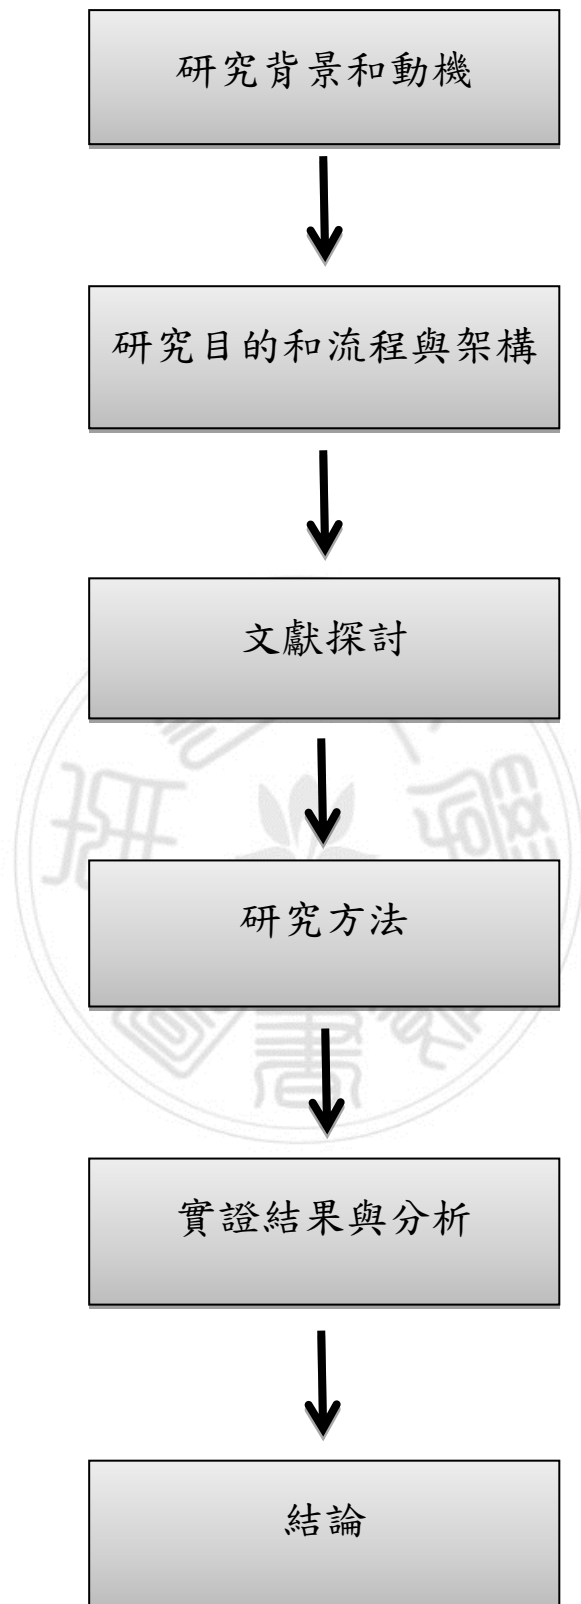 研究背景和動機
研究目的和流程與架構
文獻探討
研究方法
實證結果與分析
結論